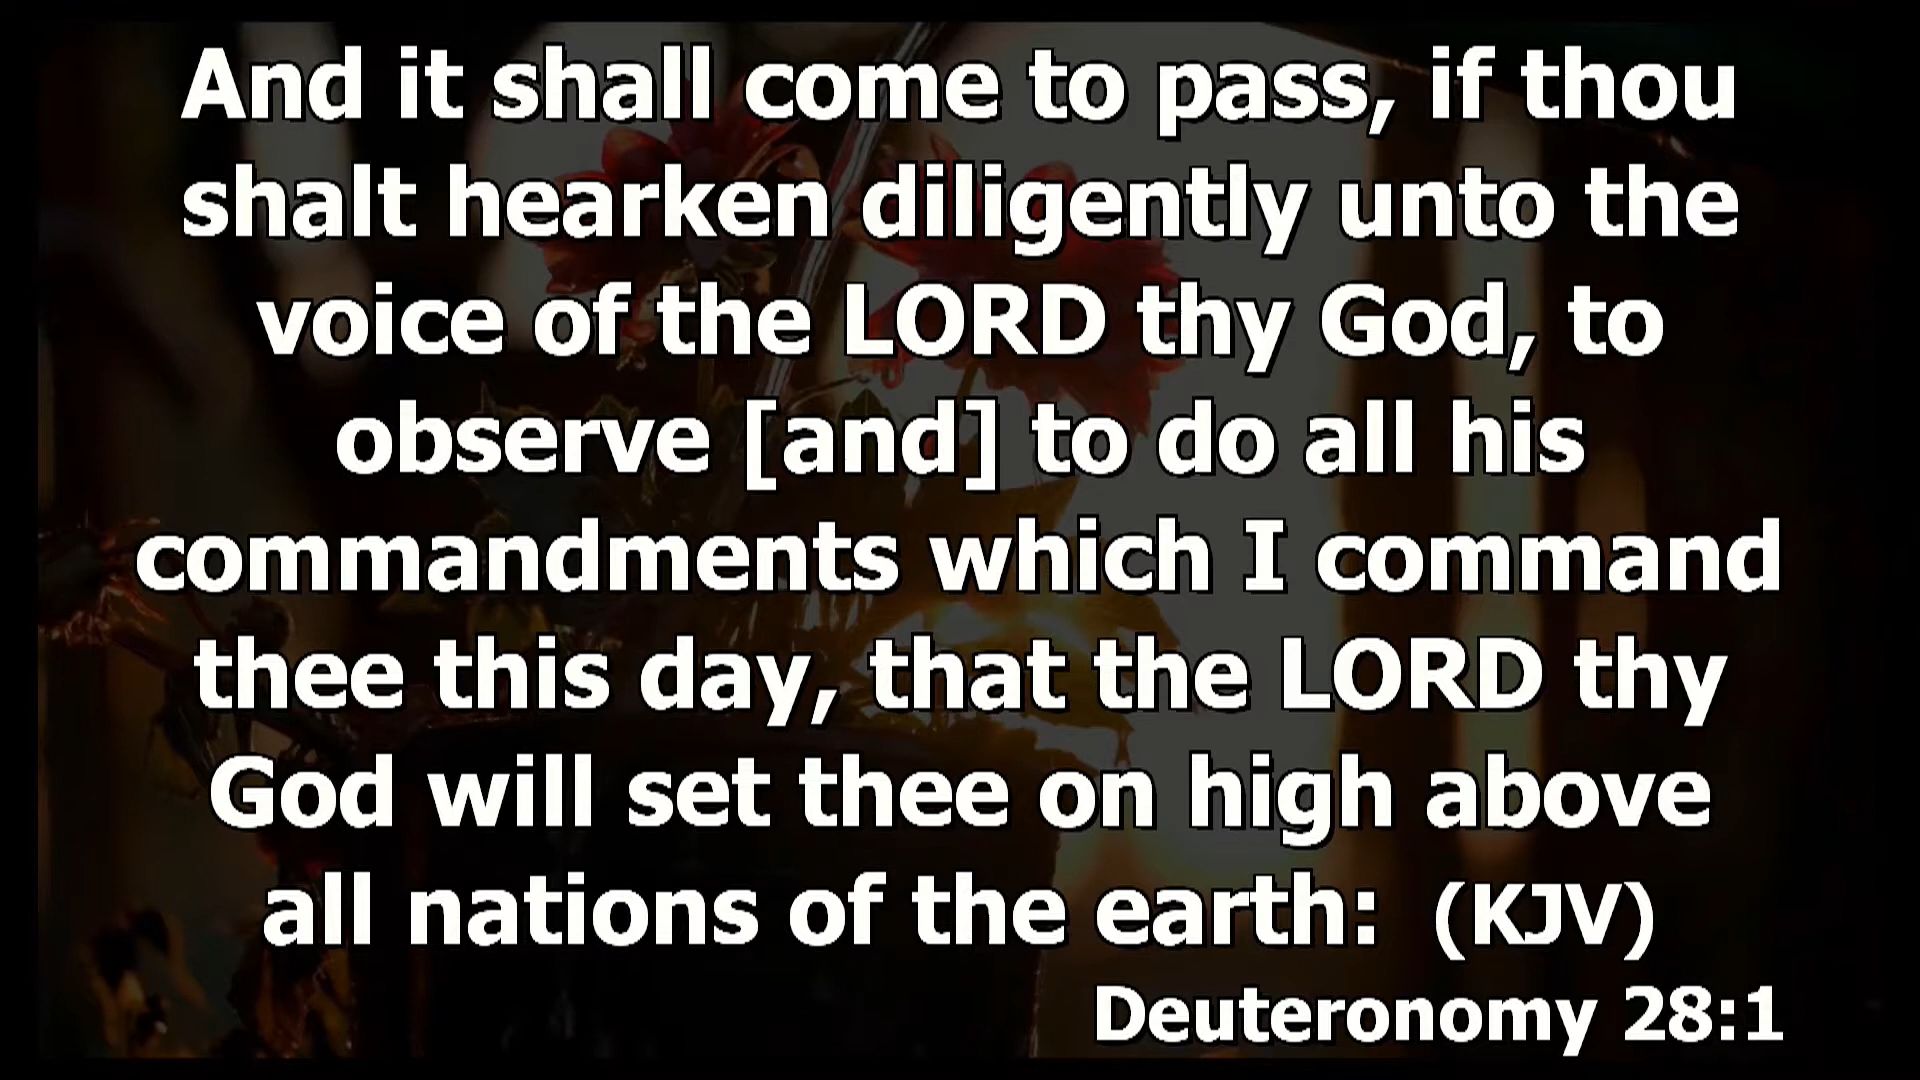 And it shall come to pass, if thou
shalt hearken diligently unto the
voice of the LORD thy God, to
observe [and] to do all his
commandments which I command
thee this day, that the LORD thy
God will set thee on high above
all nations of the earth: (KJV)
Deuteronomy 28:1